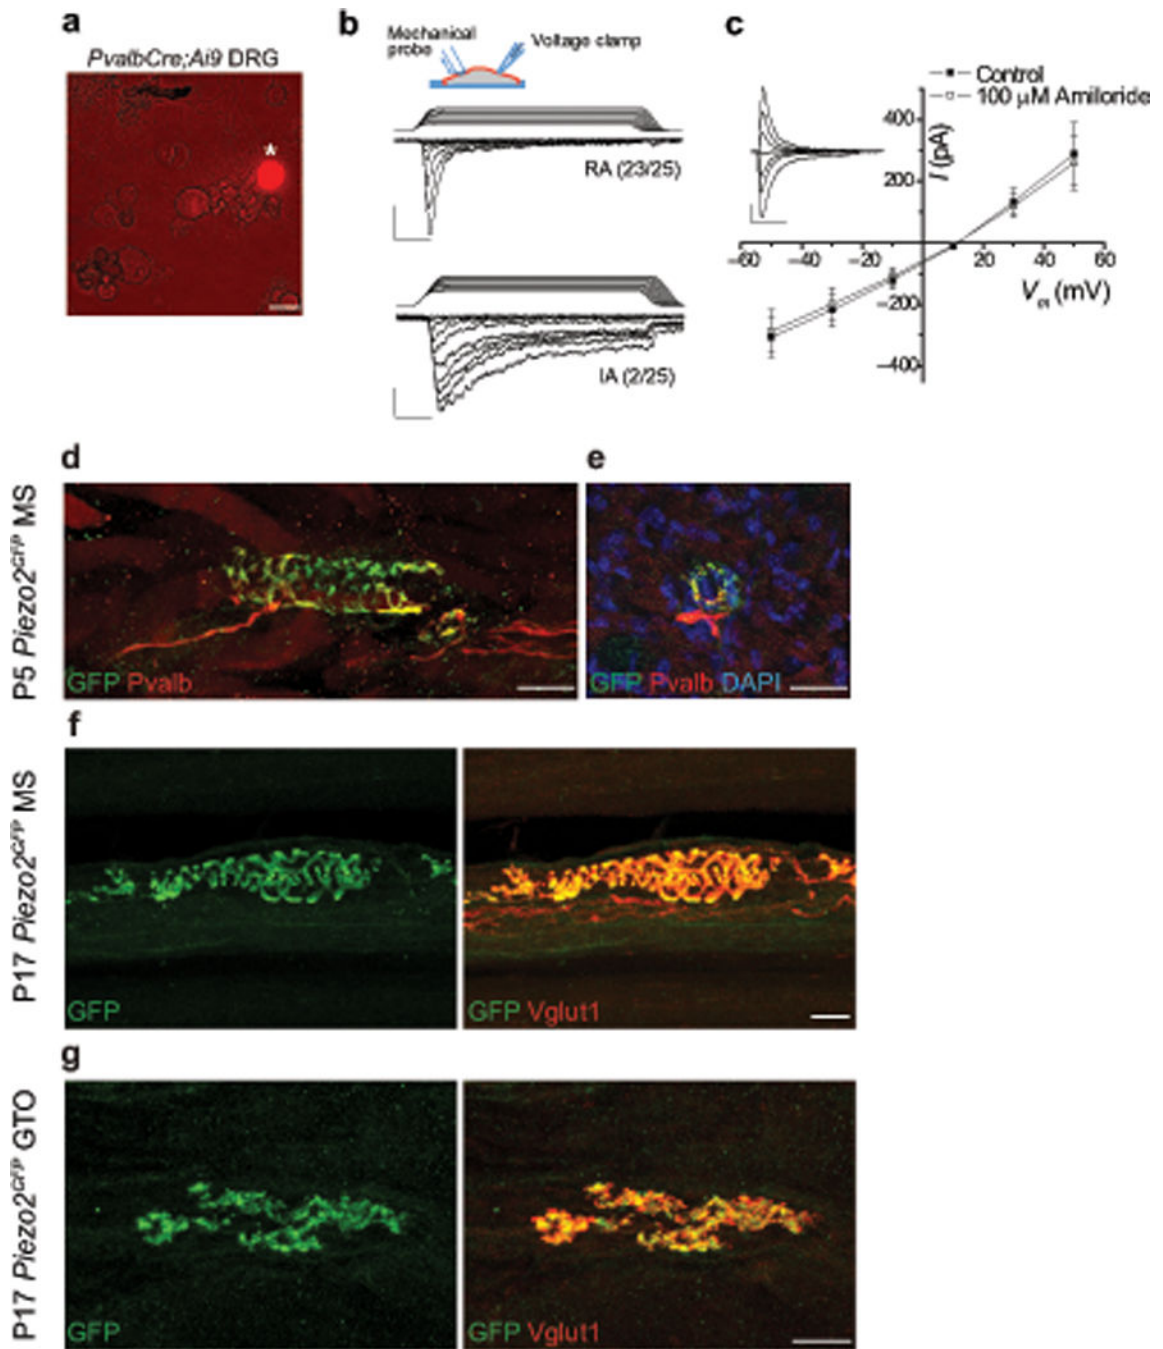 a
PvalbCre;Ai9 DRG
*
b
Mechanical
probe
Voltage clamp
RA (23/25)
IA (2/25)
c
Control
100 μM Amiloride
I (pA)
400
200
−200
−400
−60
−40
−20
20
40
60
Vm (mV)
P5 Piezo2GFP MS
d
GFP Pvalb
e
GFP Pvalb DAPI
P17 Piezo2GFP MS
f
GFP
GFP Vglut1
P17 Piezo2GFP GTO
g
GFP
GFP Vglut1